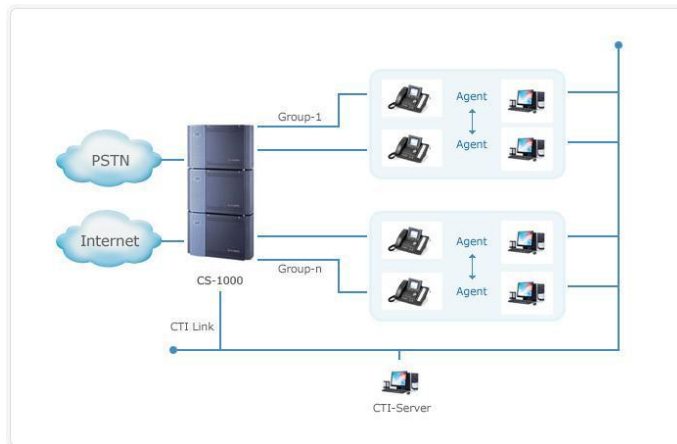 Group-1
Agent
Agent
PSTN
Internet
Agent
Agent
CS-1000
Group-n
CTI Link
CTI-Server